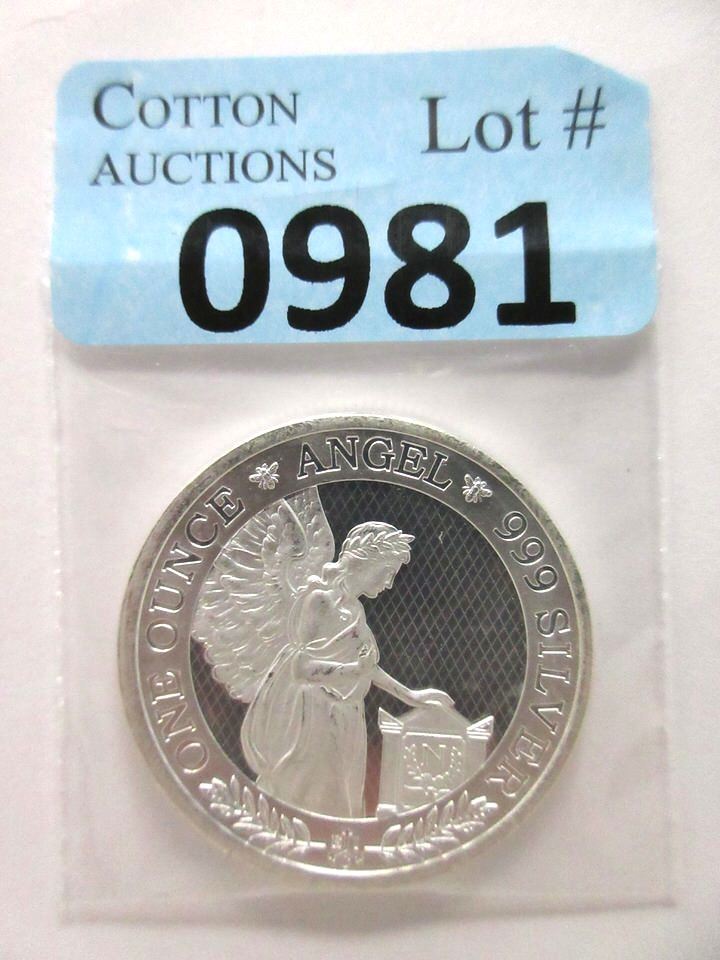 COTTON
AUCTIONS
Lot #
0981
ONE OUNCE ANGEL 999 SILVER
N